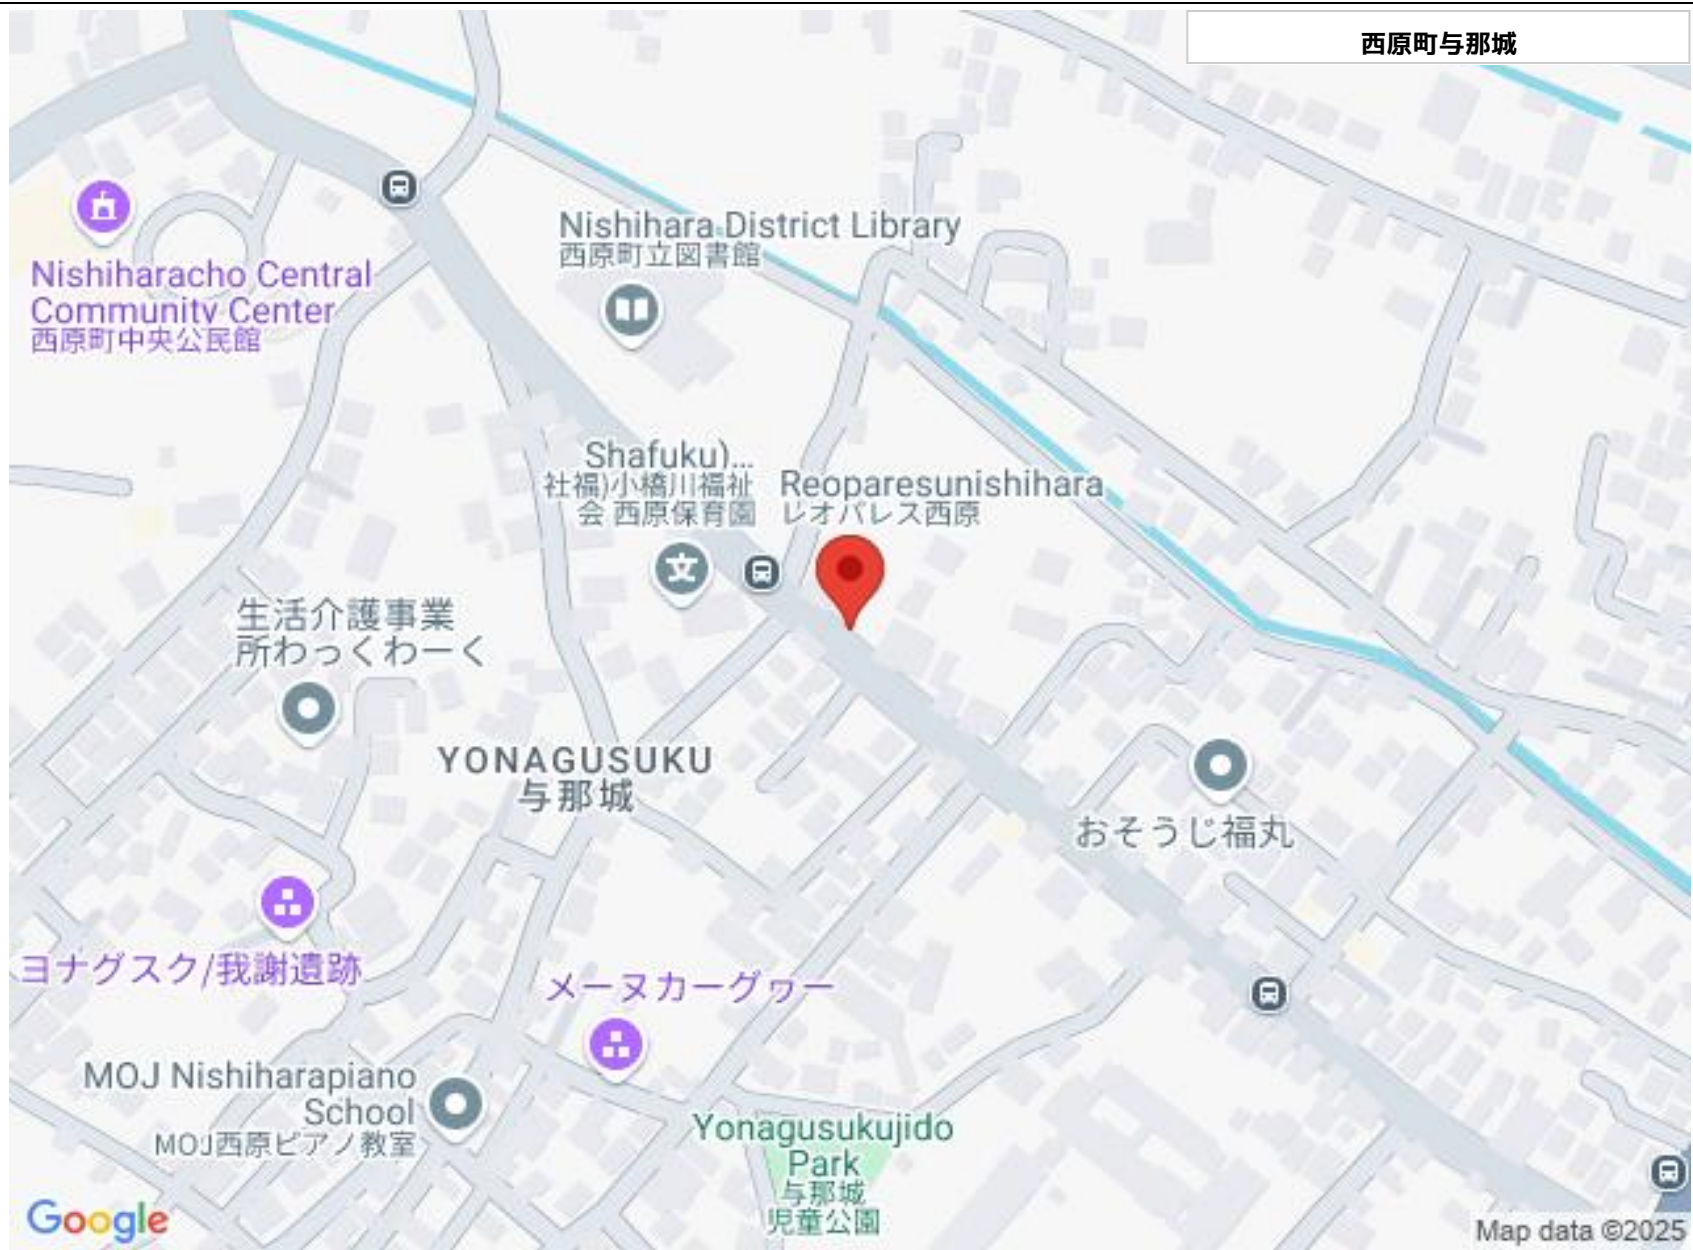 西原町与那城
Nishiharacho Central
Community Center
西原町中央公民館
Nishihara District Library
西原町立図書館
Shafuku)...
社福)小橋川福祉
会 西原保育園
Reoparesunishihara
レオパレス西原
生活介護事業
所わっくわーく
YONAGUSUKU
与那城
おそうじ福丸
ヨナグスク/我謝遺跡
メーヌカーグヮー
MOJ Nishiharapiano
School
MOJ西原ピアノ教室
Yonagusukujido
Park
与那城
児童公園
Google
Map data ©2025